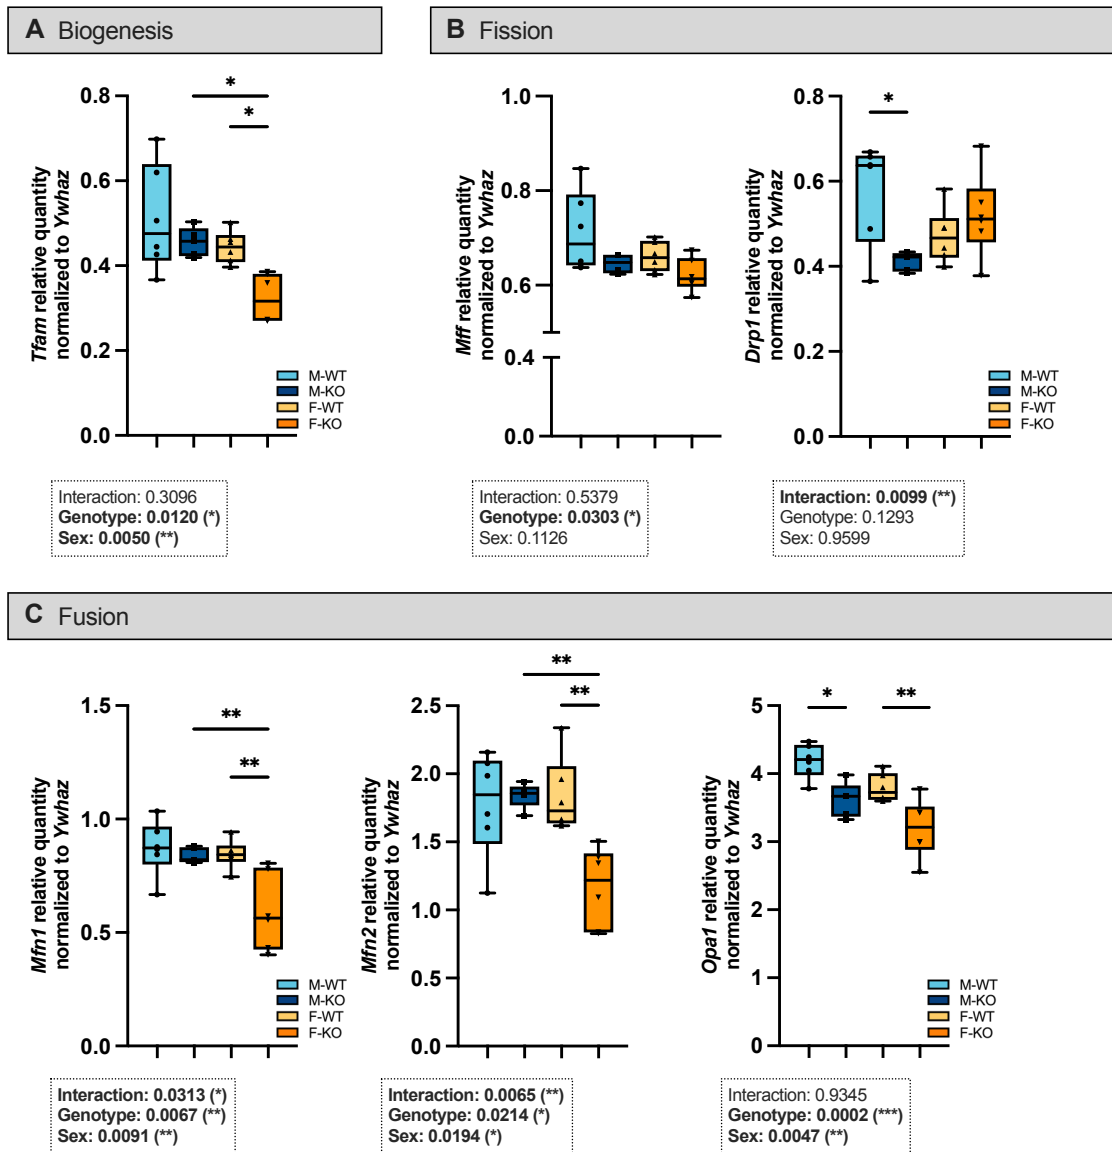 A Biogenesis
B Fission
*
*
0.8
0.6
0.4
0.2
0.0
Tfam relative quantity
normalized to Ywhaz
M-WT
M-KO
F-WT
F-KO
1.0
0.8
0.6
0.4
0.0
Mff relative quantity
normalized to Ywhaz
*
0.8
0.6
0.4
0.2
0.0
Drp1 relative quantity
normalized to Ywhaz
M-WT
M-KO
F-WT
F-KO
Interaction: 0.3096
Genotype: 0.0120 (*)
Sex: 0.0050 (**)
Interaction: 0.5379
Genotype: 0.0303 (*)
Sex: 0.1126
Interaction: 0.0099 (**)
Genotype: 0.1293
Sex: 0.9599
C Fusion
**
**
1.5
1.0
0.5
0.0
Mfn1 relative quantity
normalized to Ywhaz
M-WT
M-KO
F-WT
F-KO
**
**
2.5
2.0
1.5
1.0
0.5
0.0
Mfn2 relative quantity
normalized to Ywhaz
*
**
5
4
3
2
1
0
Opa1 relative quantity
normalized to Ywhaz
M-WT
M-KO
F-WT
F-KO
Interaction: 0.0313 (*)
Genotype: 0.0067 (**)
Sex: 0.0091 (**)
Interaction: 0.0065 (**)
Genotype: 0.0214 (*)
Sex: 0.0194 (*)
Interaction: 0.9345
Genotype: 0.0002 (***)
Sex: 0.0047 (**)